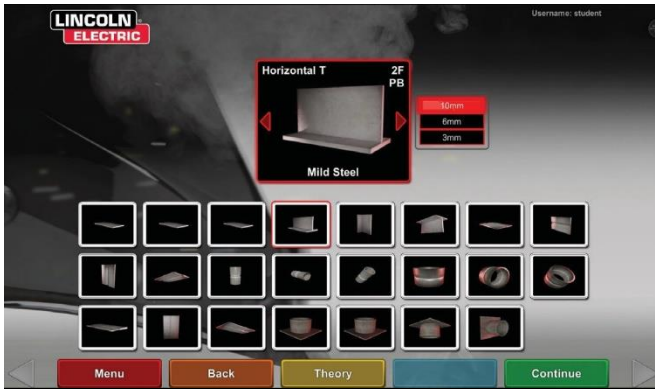 Username: student
LINCOLN
ELECTRIC
Horizontal T
2F
PB
Mild Steel
10mm
6mm
3mm
Menu
Back
Theory
Continue